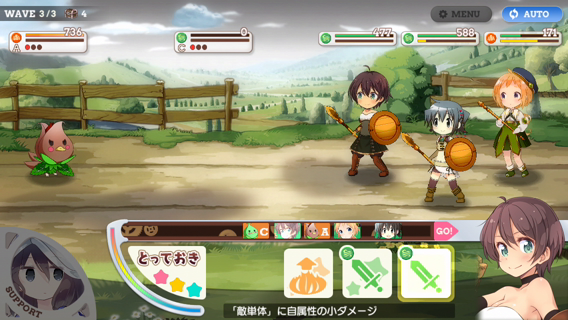 WAVE 3/3 4 MENU AUTO
736 0 477 588 171
A C
C A GO!
とっておき
SUPPORT
「敵単体」に自属性の小ダメージ